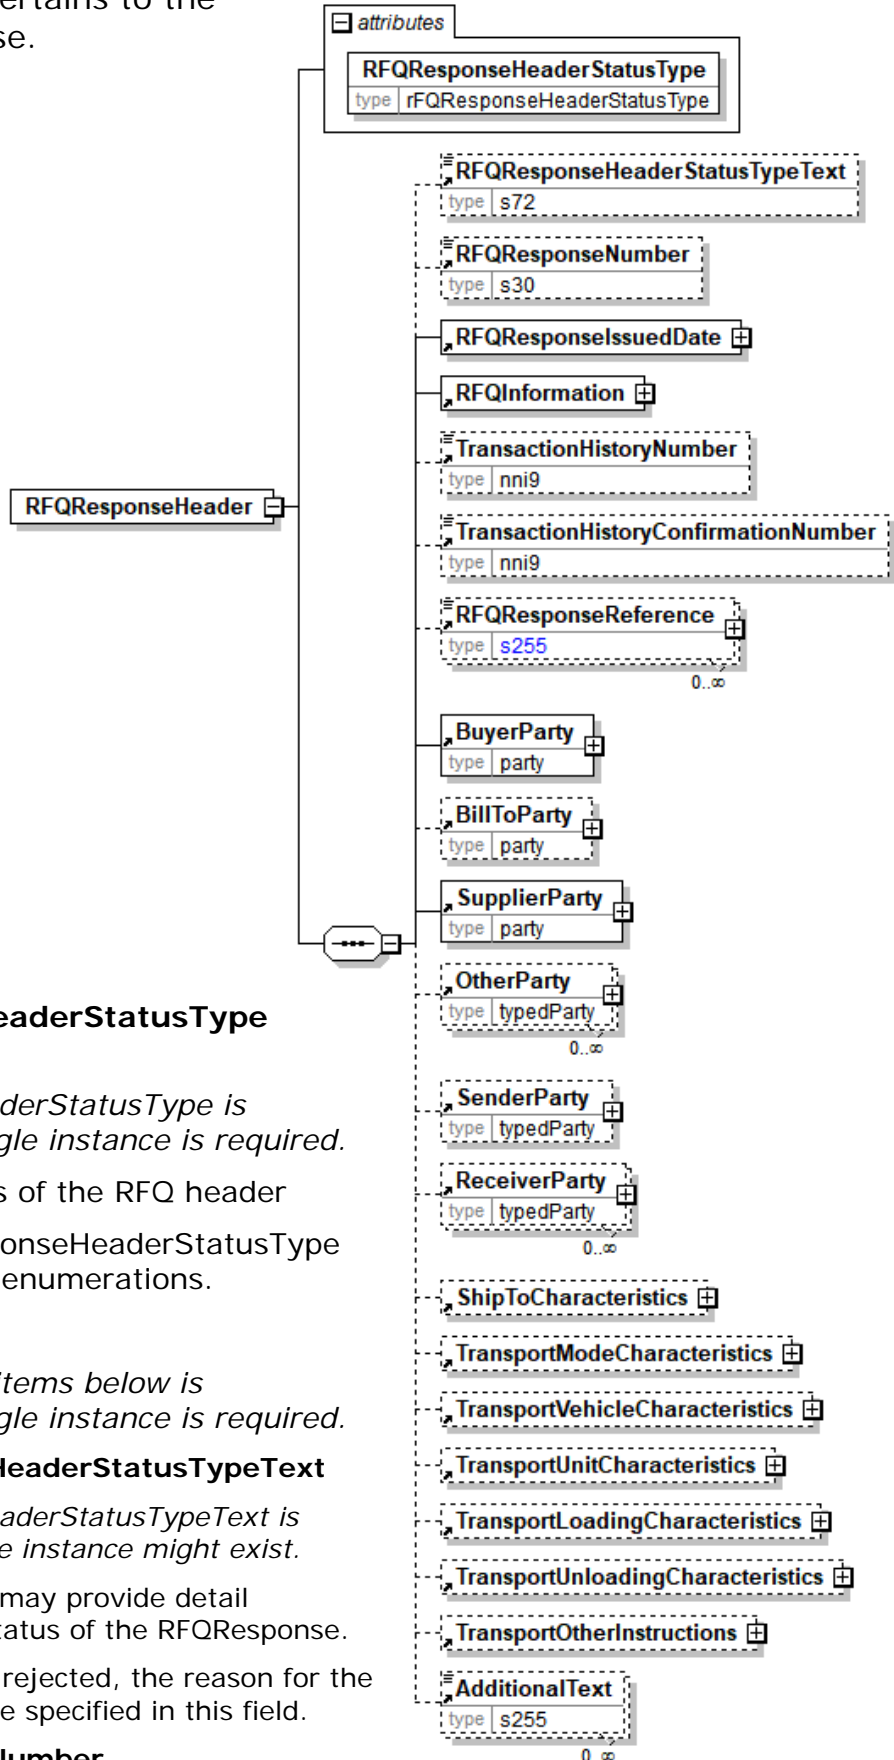 ertains to the
se.
attributes
RFQResponseHeaderStatusType
type rFQResponseHeaderStatusType
RFQResponseHeaderStatusTypeText
type s72
RFQResponseNumber
type s30
RFQResponseIssuedDate
RFQInformation
TransactionHistoryNumber
type nni9
RFQResponseHeader
TransactionHistoryConfirmationNumber
type nni9
RFQResponseReference
type s255
0..∞
BuyerParty
type party
BillToParty
type party
SupplierParty
type party
OtherParty
type typedParty
0..∞
SenderParty
type typedParty
ReceiverParty
type typedParty
0..∞
ShipToCharacteristics
TransportModeCharacteristics
TransportVehicleCharacteristics
TransportUnitCharacteristics
TransportLoadingCharacteristics
TransportUnloadingCharacteristics
TransportOtherInstructions
AdditionalText
type s255
0..∞
eaderStatusType
derStatusType is
gle instance is required.
s of the RFQ header
onseHeaderStatusType
enumerations.
items below is
gle instance is required.
HeaderStatusTypeText
aderStatusTypeText is
e instance might exist.
may provide detail
tatus of the RFQResponse.
rejected, the reason for the
e specified in this field.
Number